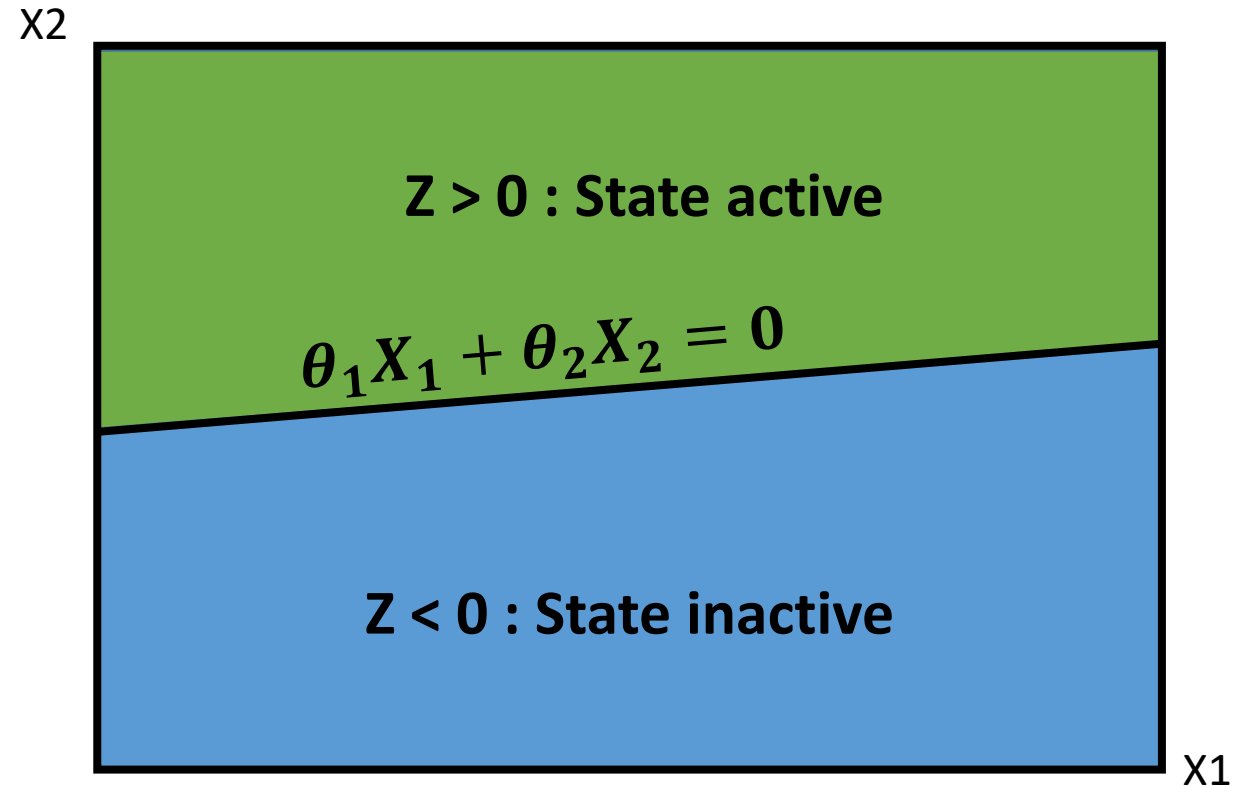 X2
Z > 0 : State active
θ₁X₁ + θ₂X₂ = 0
Z < 0 : State inactive
X1